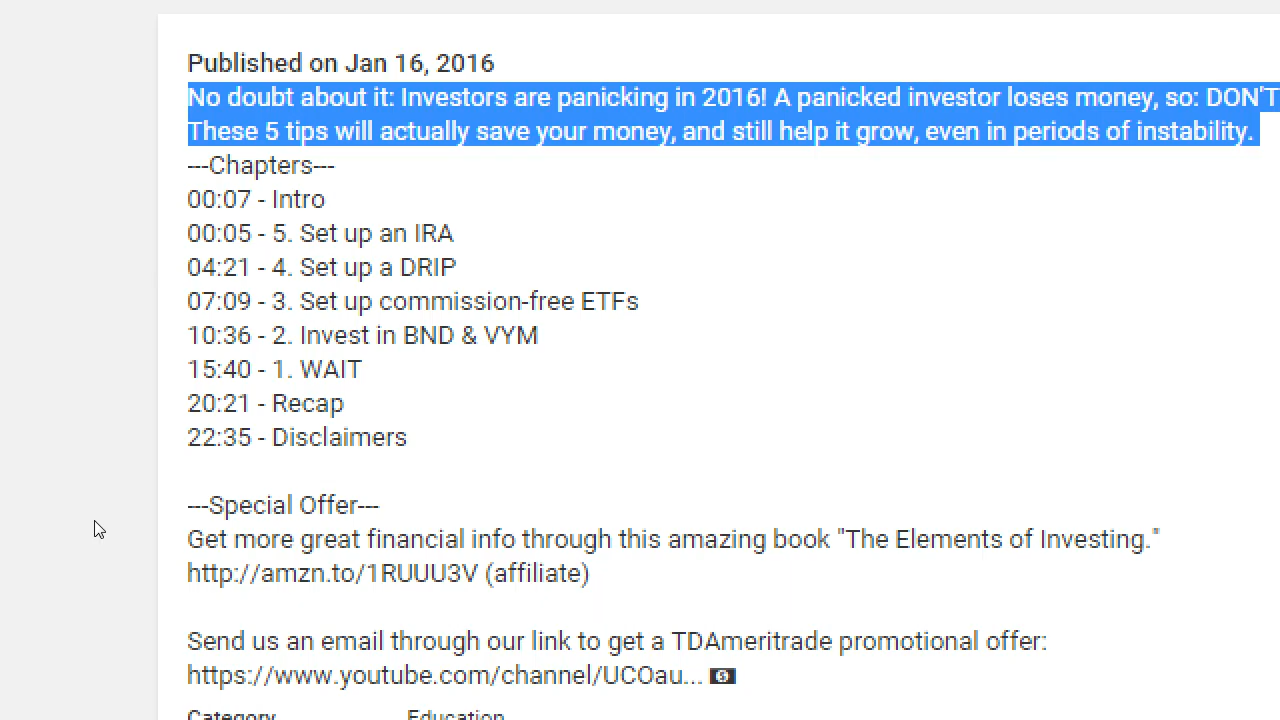 Published on Jan 16, 2016
No doubt about it: Investors are panicking in 2016! A panicked investor loses money, so: DON'T
These 5 tips will actually save your money, and still help it grow, even in periods of instability.
---Chapters---
00:07 - Intro
00:05 - 5. Set up an IRA
04:21 - 4. Set up a DRIP
07:09 - 3. Set up commission-free ETFs
10:36 - 2. Invest in BND & VYM
15:40 - 1. WAIT
20:21 - Recap
22:35 - Disclaimers
---Special Offer---
Get more great financial info through this amazing book "The Elements of Investing."
http://amzn.to/1RUUU3V (affiliate)
Send us an email through our link to get a TDAmeritrade promotional offer:
https://www.youtube.com/channel/UCOau...
Category Education